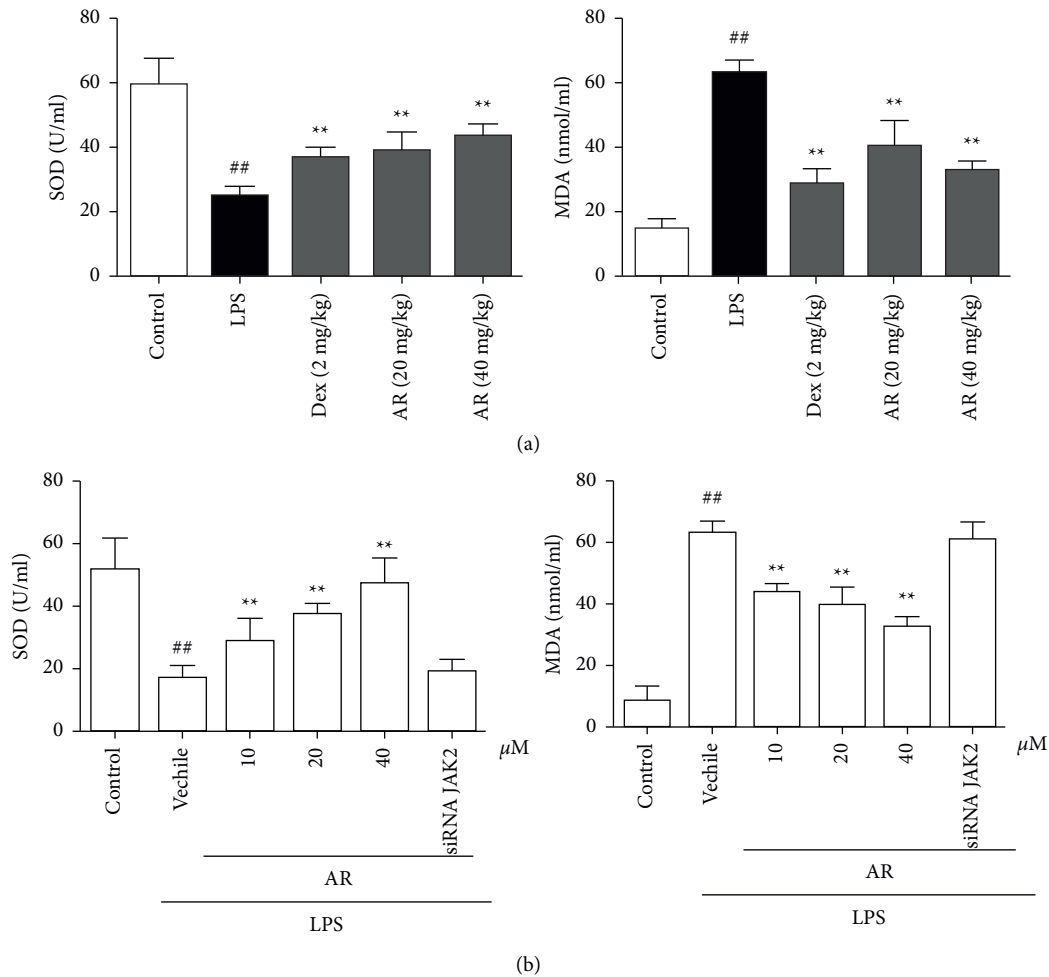 SOD (U/ml)
80
60
40
20
0
##
**
**
**
Control
LPS
Dex (2 mg/kg)
AR (20 mg/kg)
AR (40 mg/kg)
MDA (nmol/ml)
80
60
40
20
0
##
**
**
**
Control
LPS
Dex (2 mg/kg)
AR (20 mg/kg)
AR (40 mg/kg)
(a)
SOD (U/ml)
80
60
40
20
0
##
**
**
**
Control
Vechile
10
20
40
siRNA JAK2
μM
AR
LPS
MDA (nmol/ml)
80
60
40
20
0
##
**
**
**
Control
Vechile
10
20
40
siRNA JAK2
μM
AR
LPS
(b)